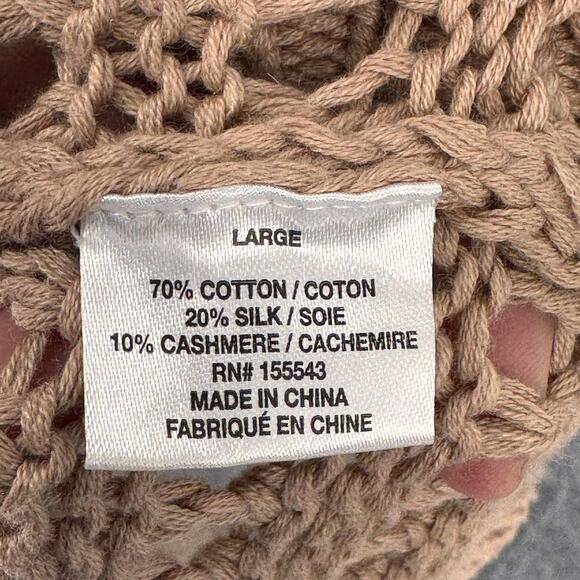 LARGE
70% COTTON / COTON
20% SILK / SOIE
10% CASHMERE / CACHEMIRE
RN# 155543
MADE IN CHINA
FABRIQUÉ EN CHINE